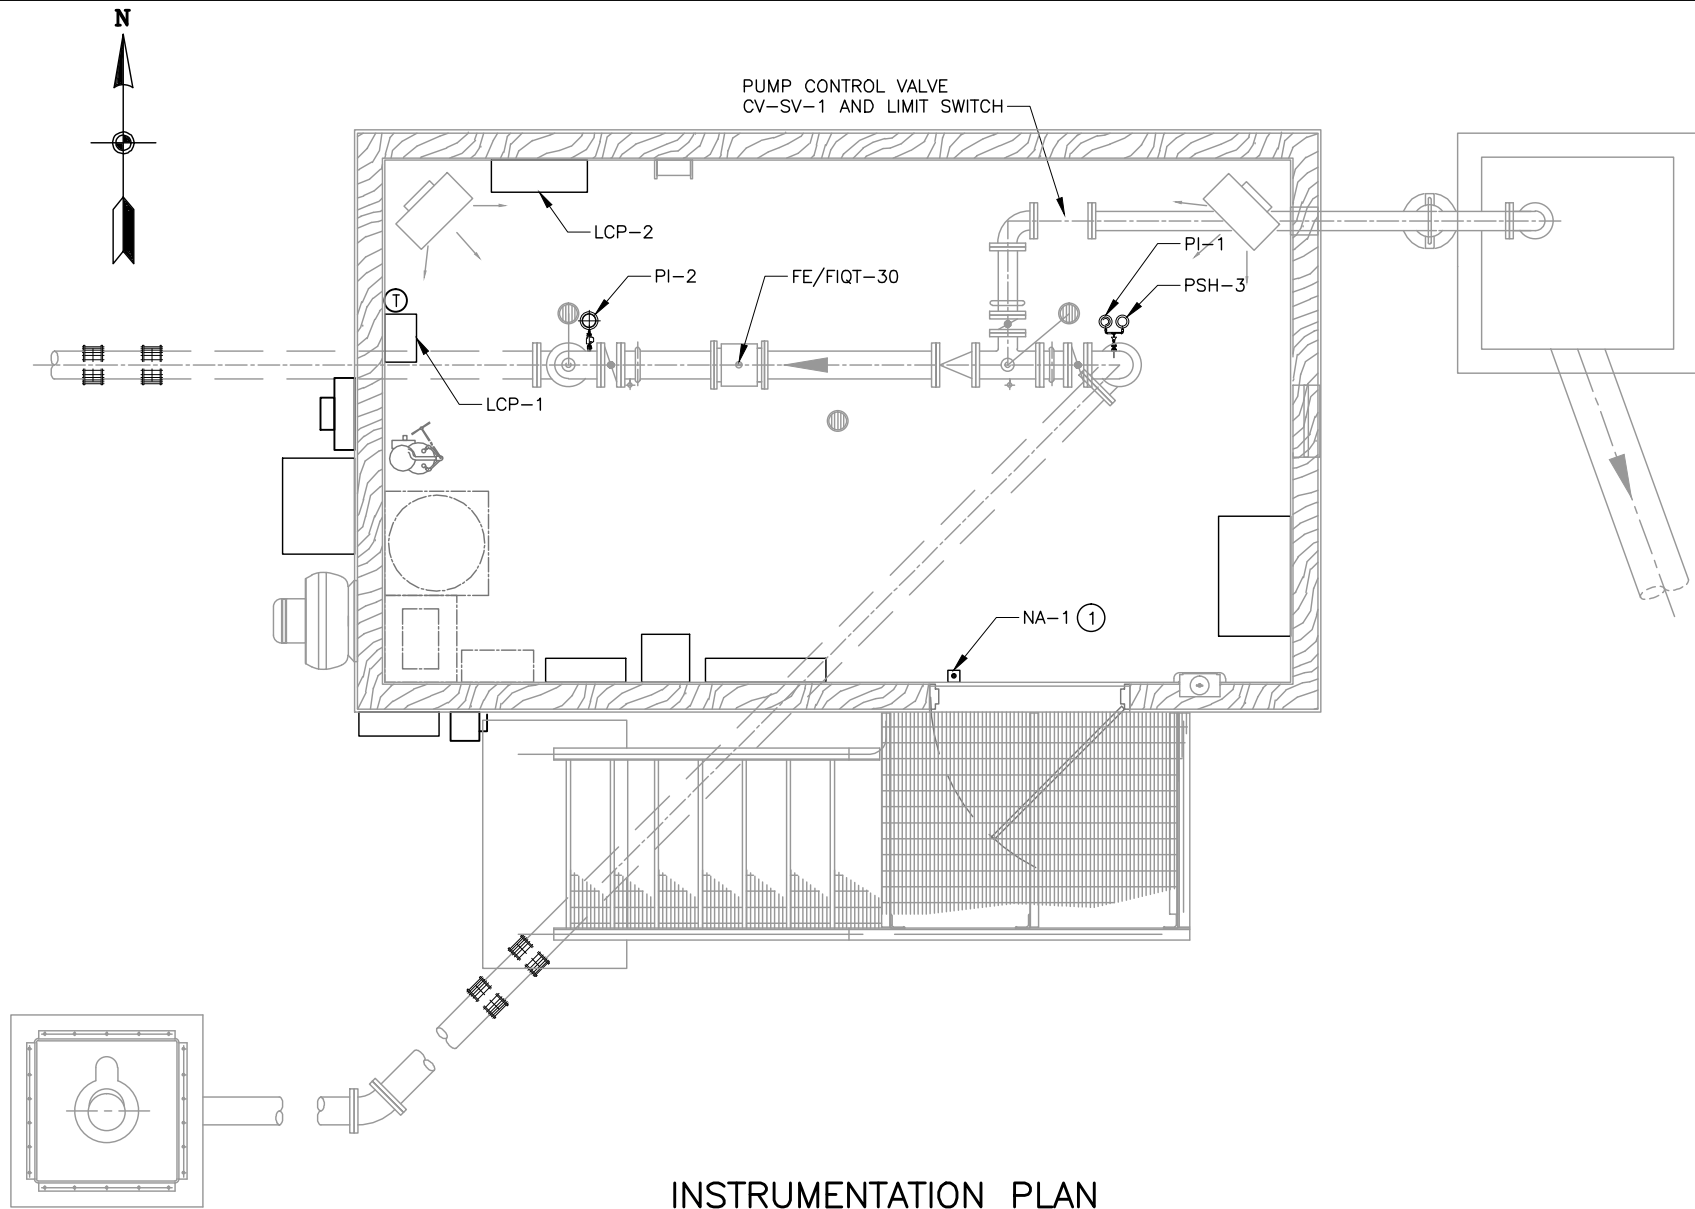 N
PUMP CONTROL VALVE
CV-SV-1 AND LIMIT SWITCH
LCP-2
PI-1
PI-2
FE/FIQT-30
PSH-3
T
LCP-1
NA-1 1
INSTRUMENTATION PLAN